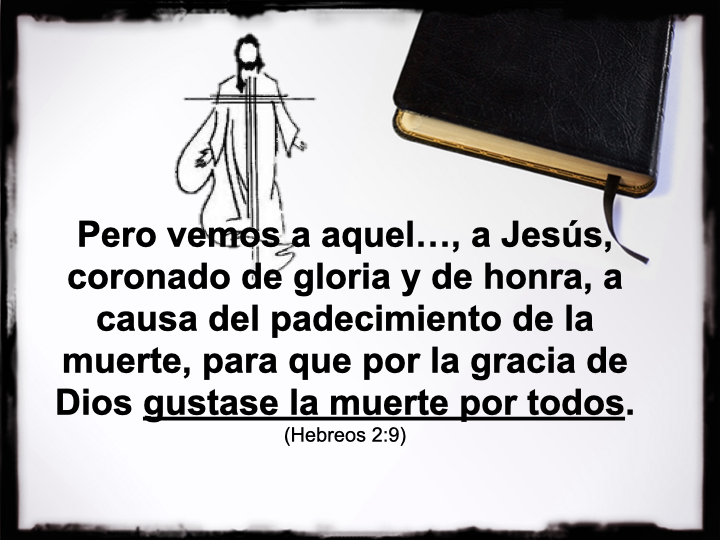 Pero vemos a aquel…, a Jesús,
coronado de gloria y de honra, a
causa del padecimiento de la
muerte, para que por la gracia de
Dios gustase la muerte por todos.
(Hebreos 2:9)